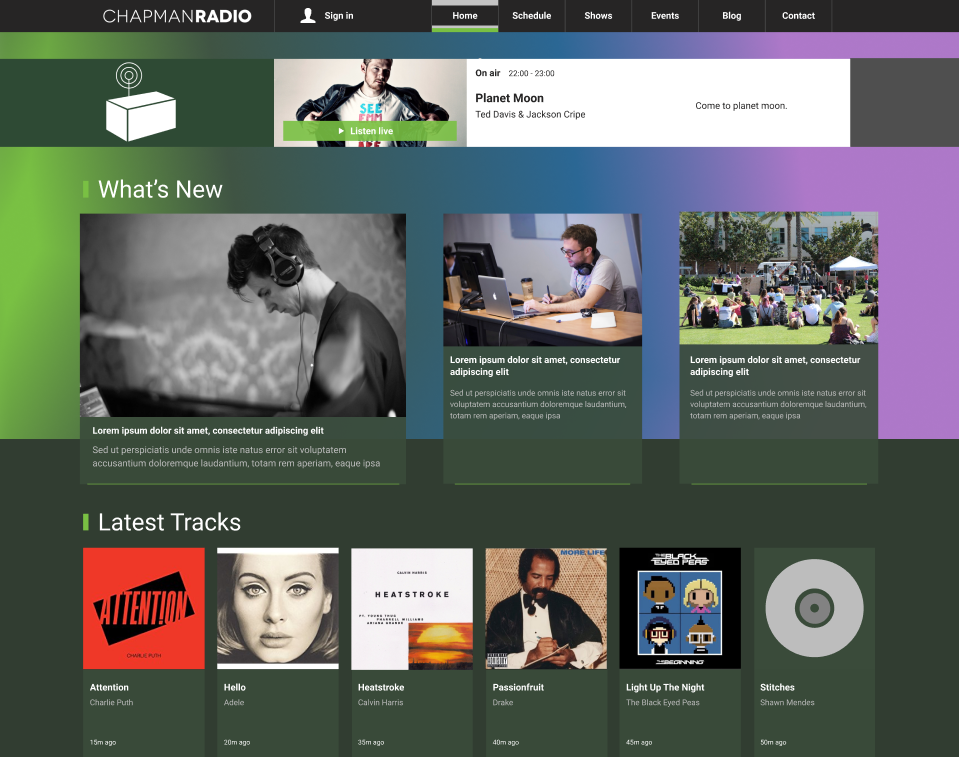 CHAPMANRADIO
Sign in
Home
Schedule
Shows
Events
Blog
Contact
On air 22:00 - 23:00
Planet Moon
Ted Davis & Jackson Cripe
Come to planet moon.
SEE
Listen live
What's New
Lorem ipsum dolor sit amet, consectetur adipiscing elit
Sed ut perspiciatis unde omnis iste natus error sit voluptatem
accusantium doloremque laudantium, totam rem aperiam, eaque ipsa
Lorem ipsum dolor sit amet, consectetur
adipiscing elit
Sed ut perspiciatis unde omnis iste natus error sit
voluptatem accusantium doloremque laudantium,
totam rem aperiam, eaque ipsa
Lorem ipsum dolor sit amet, consectetur
adipiscing elit
Sed ut perspiciatis unde omnis iste natus error sit
voluptatem accusantium doloremque laudantium,
totam rem aperiam, eaque ipsa
Latest Tracks
ATTENTION
CHARLIE PUTH
Attention
Charlie Puth
15m ago
Hello
Adele
20m ago
CALVIN HARRIS
HEATSTROKE
FT. YOUNG THUG
PHARRELL WILLIAMS
ARIANA GRANDE
Heatstroke
Calvin Harris
35m ago
MORE LIFE
Passionfruit
Drake
40m ago
THE BLACK
EYED PEAS
THE BEGINNING
Light Up The Night
The Black Eyed Peas
45m ago
Stitches
Shawn Mendes
50m ago